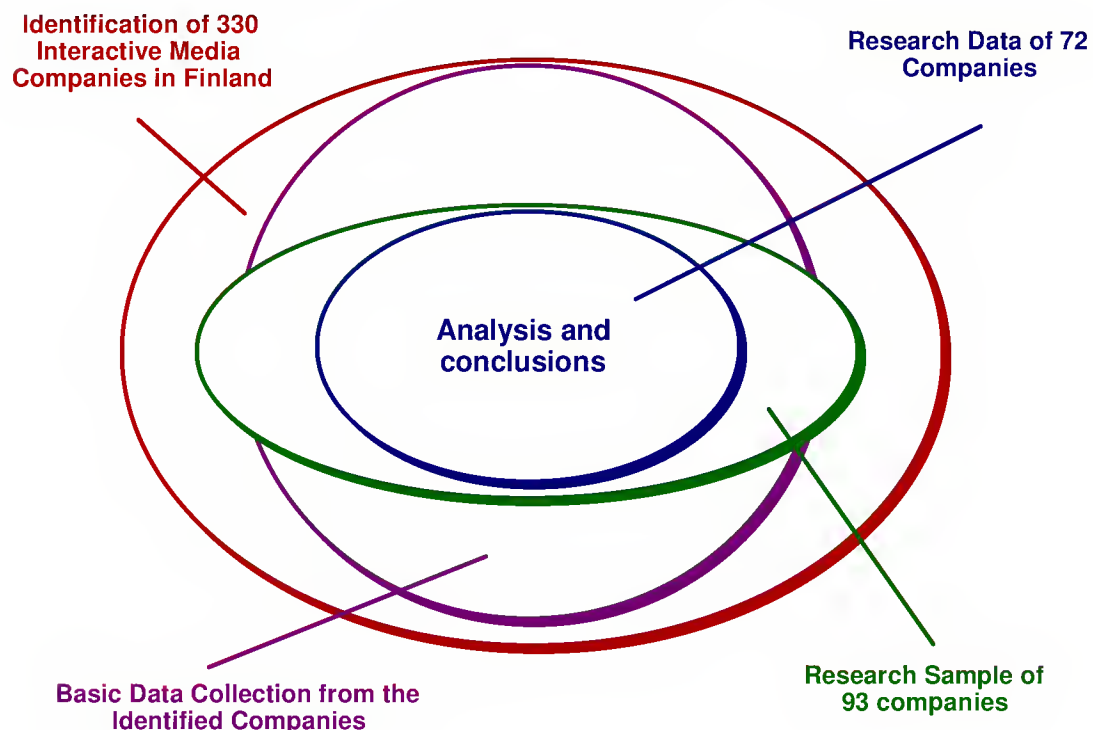 Identification of 330
Interactive Media
Companies in Finland
Research Data of 72
Companies
Analysis and
conclusions
Basic Data Collection from the
Identified Companies
Research Sample of
93 companies